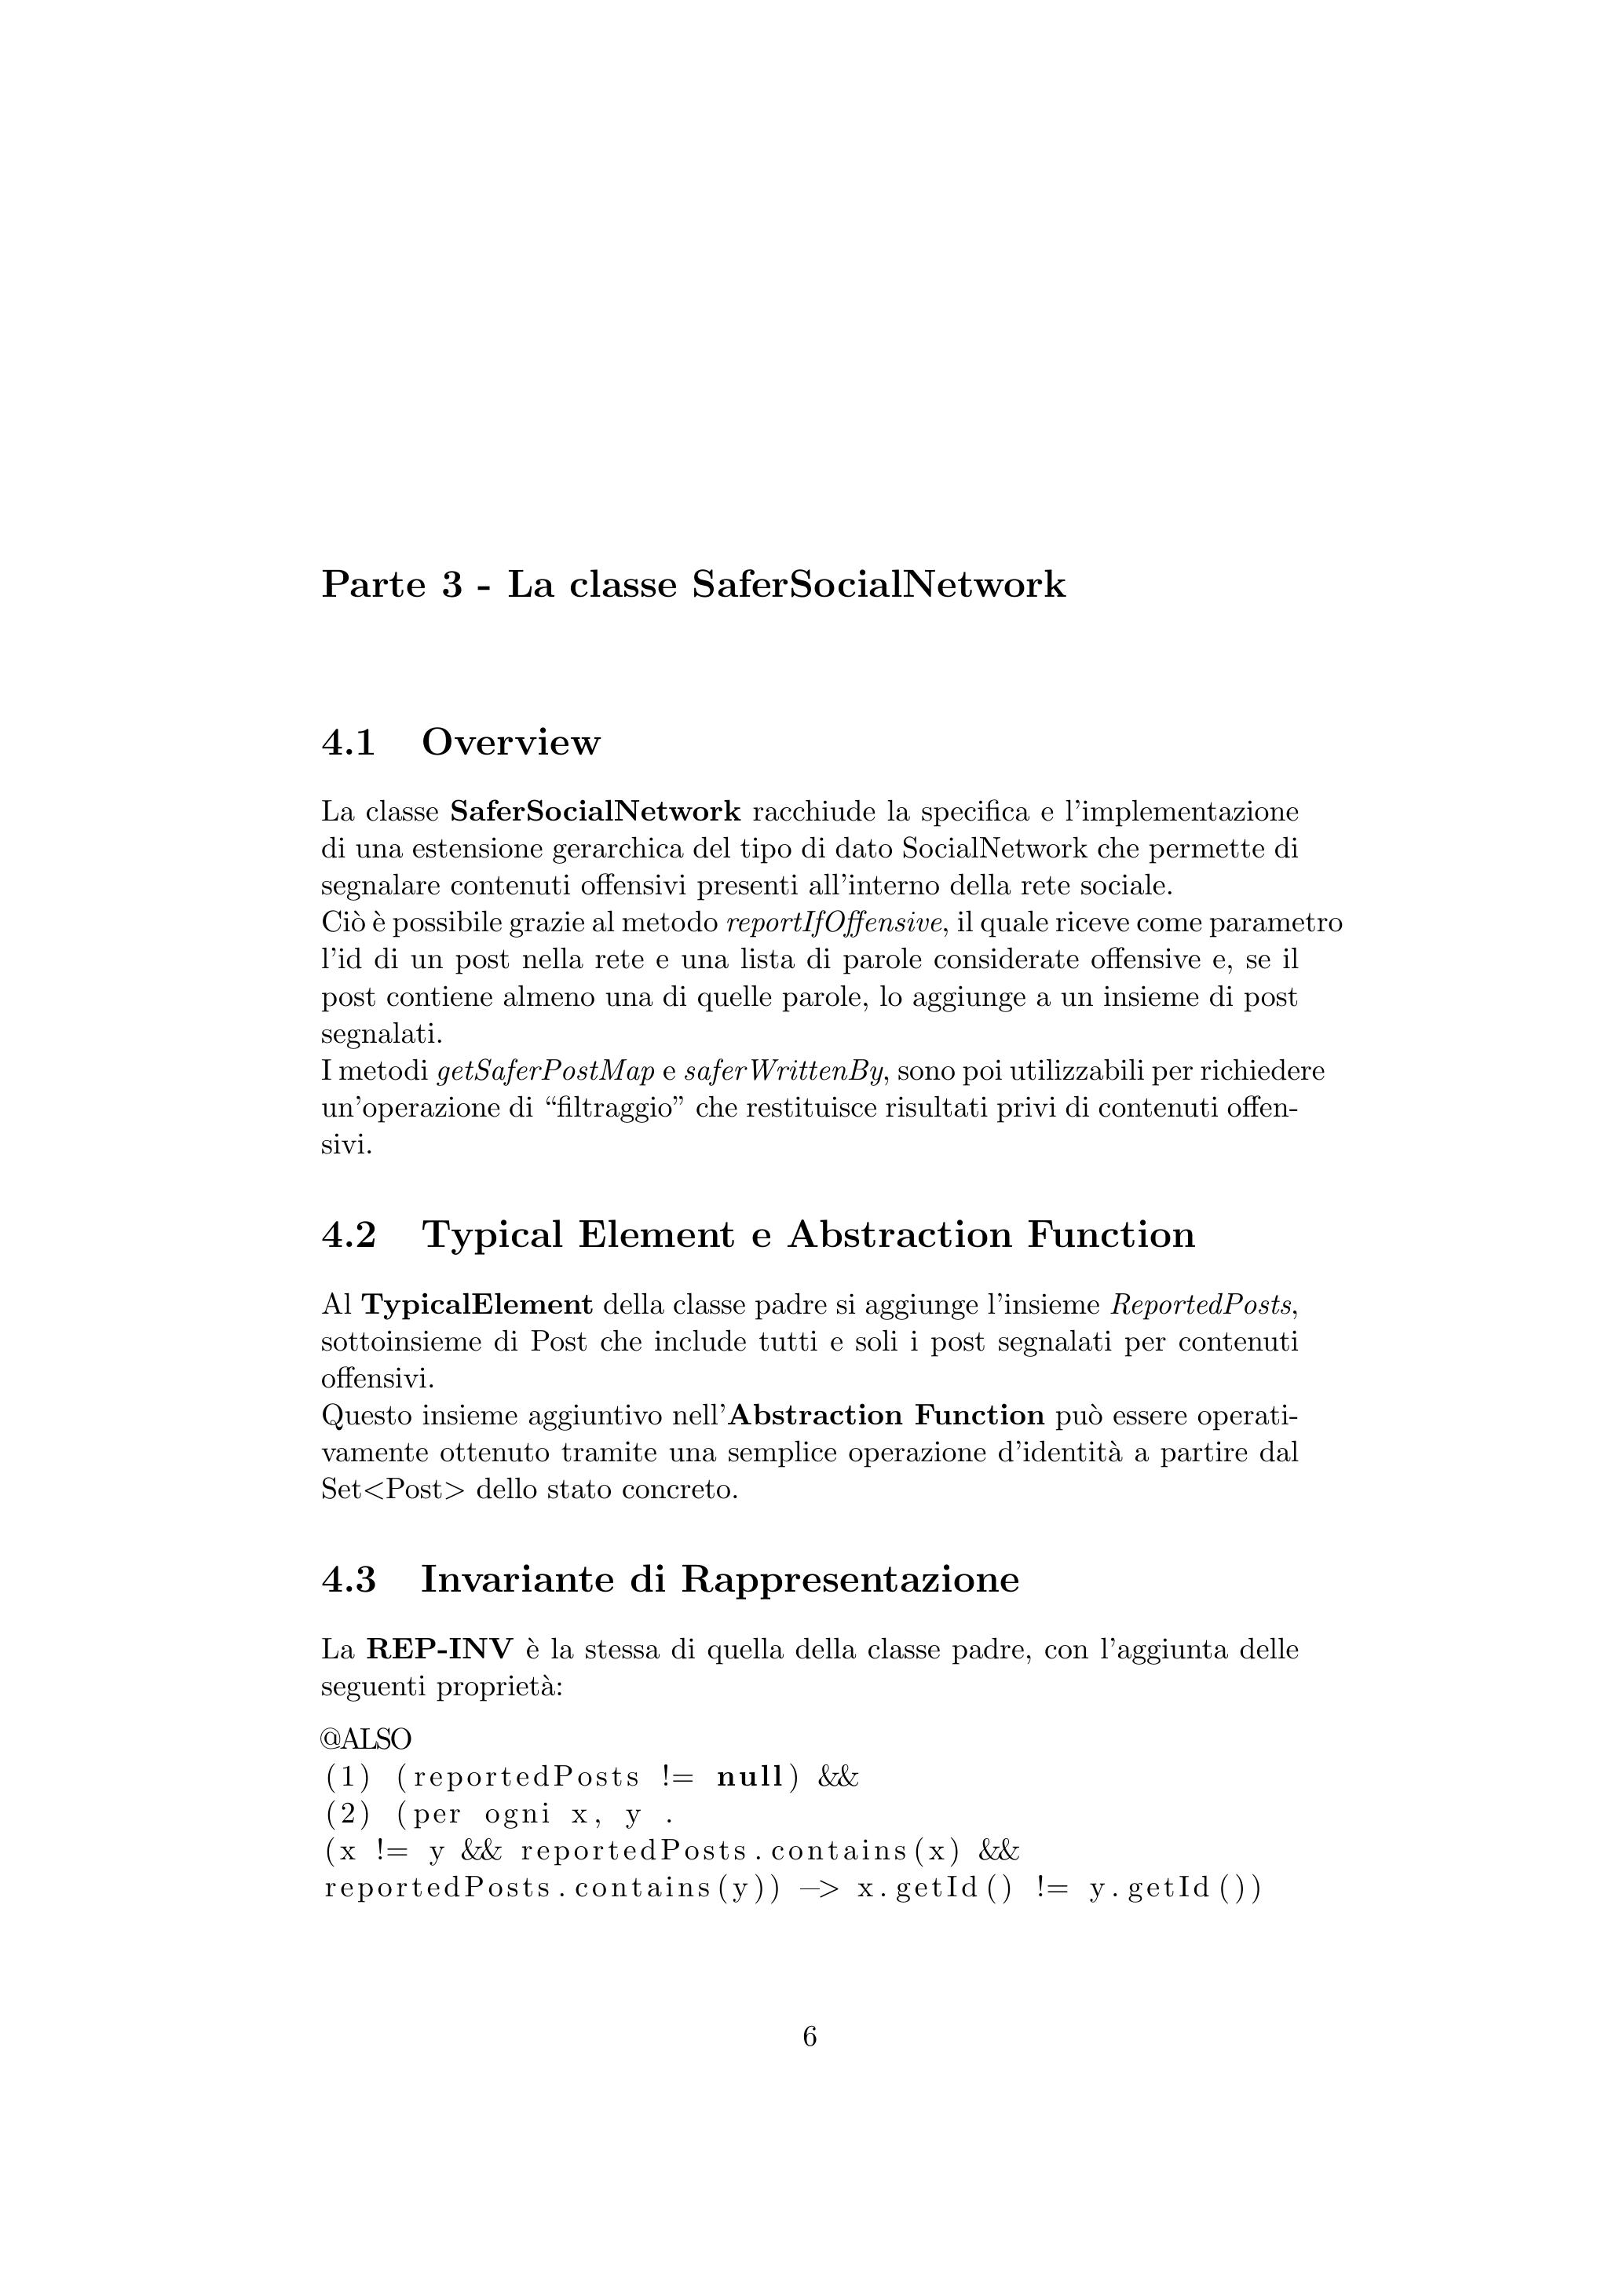 Parte 3 - La classe SaferSocialNetwork
4.1 Overview
La classe SaferSocialNetwork racchiude la specifica e l'implementazione
di una estensione gerarchica del tipo di dato SocialNetwork che permette di
segnalare contenuti offensivi presenti all'interno della rete sociale.
Ciò è possibile grazie al metodo reportIfOffensive, il quale riceve come parametro
l'id di un post nella rete e una lista di parole considerate offensive e, se il
post contiene almeno una di quelle parole, lo aggiunge a un insieme di post
segnalati.
I metodi getSaferPostMap e saferWrittenBy, sono poi utilizzabili per richiedere
un'operazione di “filtraggio” che restituisce risultati privi di contenuti offen-
sivi.
4.2 Typical Element e Abstraction Function
Al TypicalElement della classe padre si aggiunge l'insieme ReportedPosts,
sottoinsieme di Post che include tutti e soli i post segnalati per contenuti
offensivi.
Questo insieme aggiuntivo nell'Abstraction Function può essere operati-
vamente ottenuto tramite una semplice operazione d'identità a partire dal
Set<Post> dello stato concreto.
4.3 Invariante di Rappresentazione
La REP-INV è la stessa di quella della classe padre, con l'aggiunta delle
seguenti proprietà:
@ALSO
(1) (reportedPosts != null) &&
(2) (per ogni x, y .
(x != y && reportedPosts.contains(x) &&
reportedPosts.contains(y)) —> x.getId() != y.getId())
6